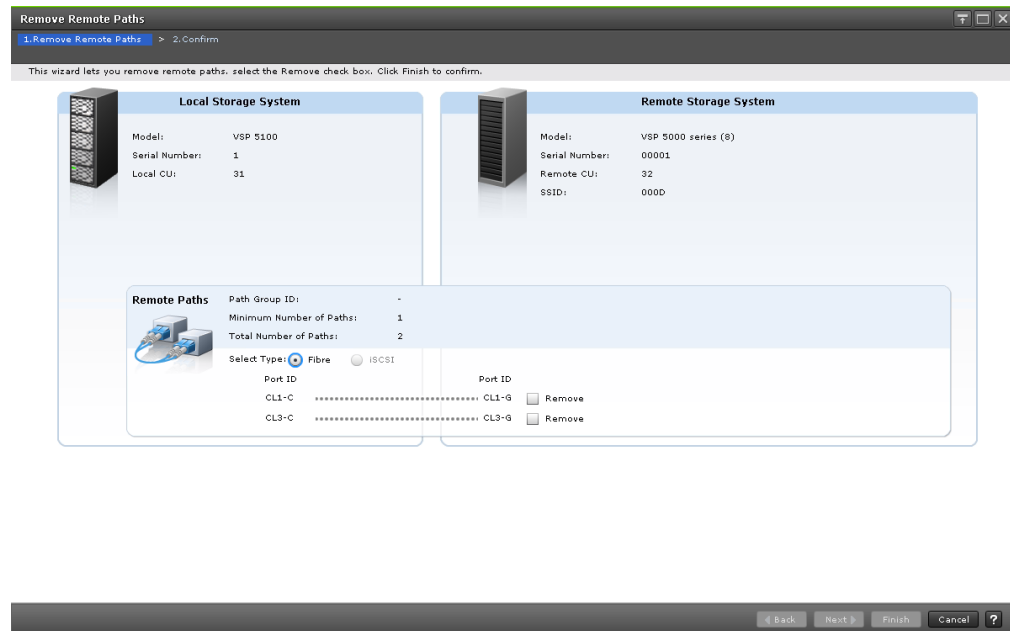 Remove Remote Paths
1.Remove Remote Paths > 2.Confirm
This wizard lets you remove remote paths. select the Remove check box. Click Finish to confirm.
Local Storage System
Model: VSP 5100
Serial Number: 1
Local CU: 31
Remote Storage System
Model: VSP 5000 series (8)
Serial Number: 00001
Remote CU: 32
SSID: 000D
Remote Paths
Path Group ID: -
Minimum Number of Paths: 1
Total Number of Paths: 2
Select Type: Fibre iSCSI
Port ID Port ID
CL1-C CL1-G Remove
CL3-C CL3-G Remove
Back Next Finish Cancel ?